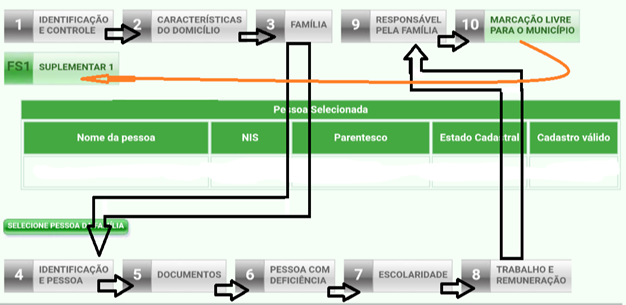 1 IDENTIFICAÇÃO
E CONTROLE
2 CARACTERÍSTICAS
DO DOMICÍLIO
3 FAMÍLIA
9 RESPONSÁVEL
PELA FAMÍLIA
10 MARCAÇÃO LIVRE
PARA O MUNICÍPIO
FS1 SUPLEMENTAR 1
Pessoa Selecionada
Nome da pessoa NIS Parentesco Estado Cadastral Cadastro válido
SELECIONE PESSOA DA FAMÍLIA
4 IDENTIFICAÇÃO
E PESSOA
5 DOCUMENTOS
6 PESSOA COM
DEFICIÊNCIA
7 ESCOLARIDADE
8 TRABALHO E
REMUNERAÇÃO